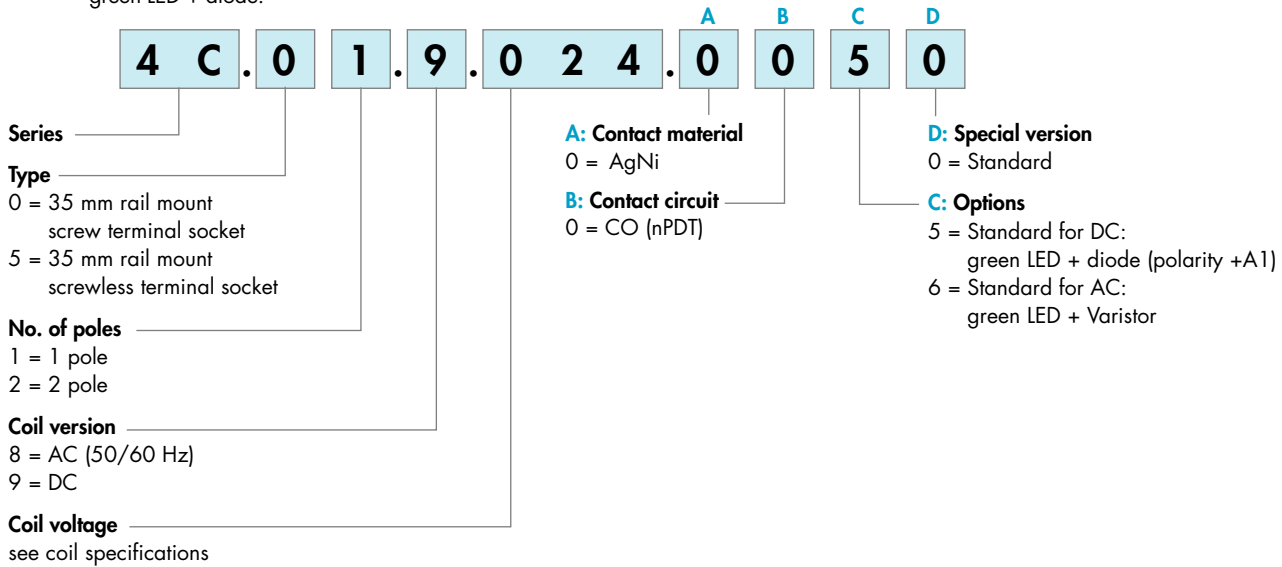 green LED + diode.
A B C D
4 C . 0 1 . 9 . 0 2 4 . 0 0 5 0
Series
Type
0 = 35 mm rail mount
screw terminal socket
5 = 35 mm rail mount
screwless terminal socket
No. of poles
1 = 1 pole
2 = 2 pole
Coil version
8 = AC (50/60 Hz)
9 = DC
Coil voltage
see coil specifications
A: Contact material
0 = AgNi
B: Contact circuit
0 = CO (nPDT)
D: Special version
0 = Standard
C: Options
5 = Standard for DC:
green LED + diode (polarity +A1)
6 = Standard for AC:
green LED + Varistor